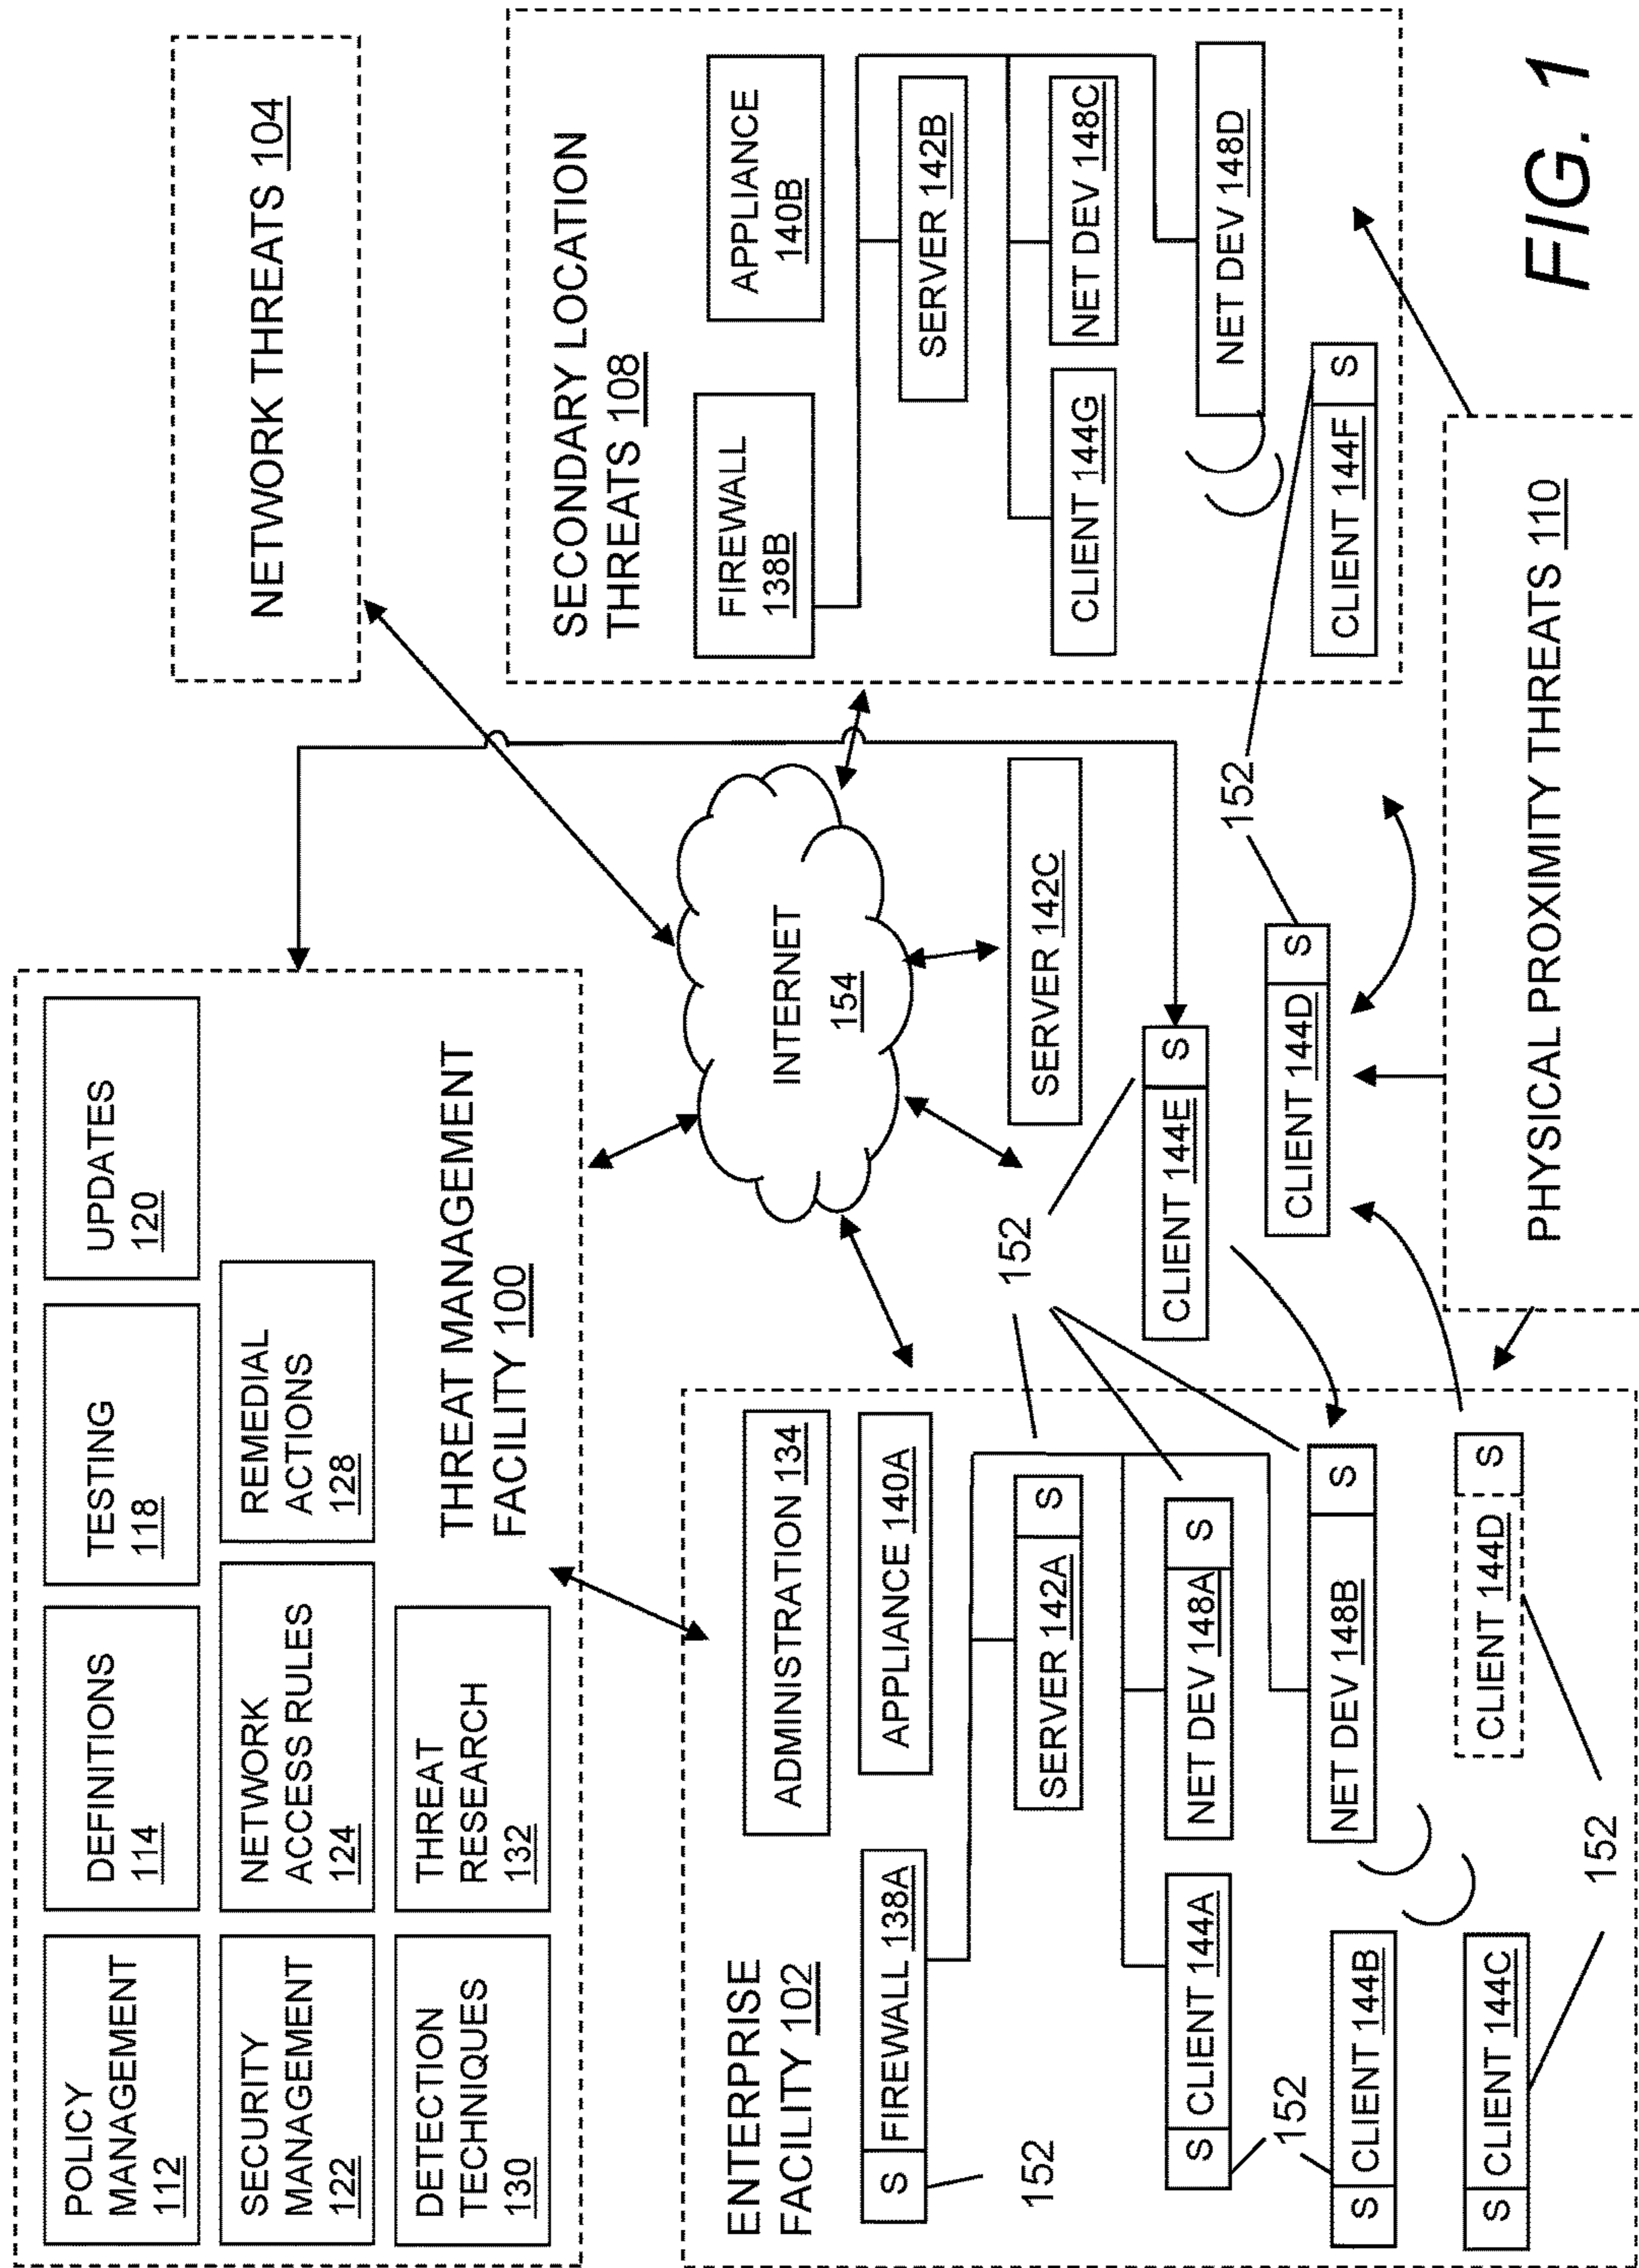 POLICY
MANAGEMENT
112
DEFINITIONS
114
TESTING
118
UPDATES
120
SECURITY
MANAGEMENT
122
NETWORK
ACCESS RULES
124
REMEDIAL
ACTIONS
128
DETECTION
TECHNIQUES
130
THREAT
RESEARCH
132
THREAT MANAGEMENT
FACILITY 100
NETWORK THREATS 104
INTERNET
154
SECONDARY LOCATION
THREATS 108
FIREWALL
138B
APPLIANCE
140B
SERVER 142B
CLIENT 144G
NET DEV 148C
NET DEV 148D
CLIENT 144F
S
ENTERPRISE
FACILITY 102
ADMINISTRATION 134
S
FIREWALL 138A
APPLIANCE 140A
152
SERVER 142A
S
152
SERVER 142C
S
CLIENT 144A
NET DEV 148A
S
CLIENT 144E
S
152
152
S
CLIENT 144B
NET DEV 148B
S
CLIENT 144D
S
S
CLIENT 144C
CLIENT 144D
S
152
PHYSICAL PROXIMITY THREATS 110
FIG. 1